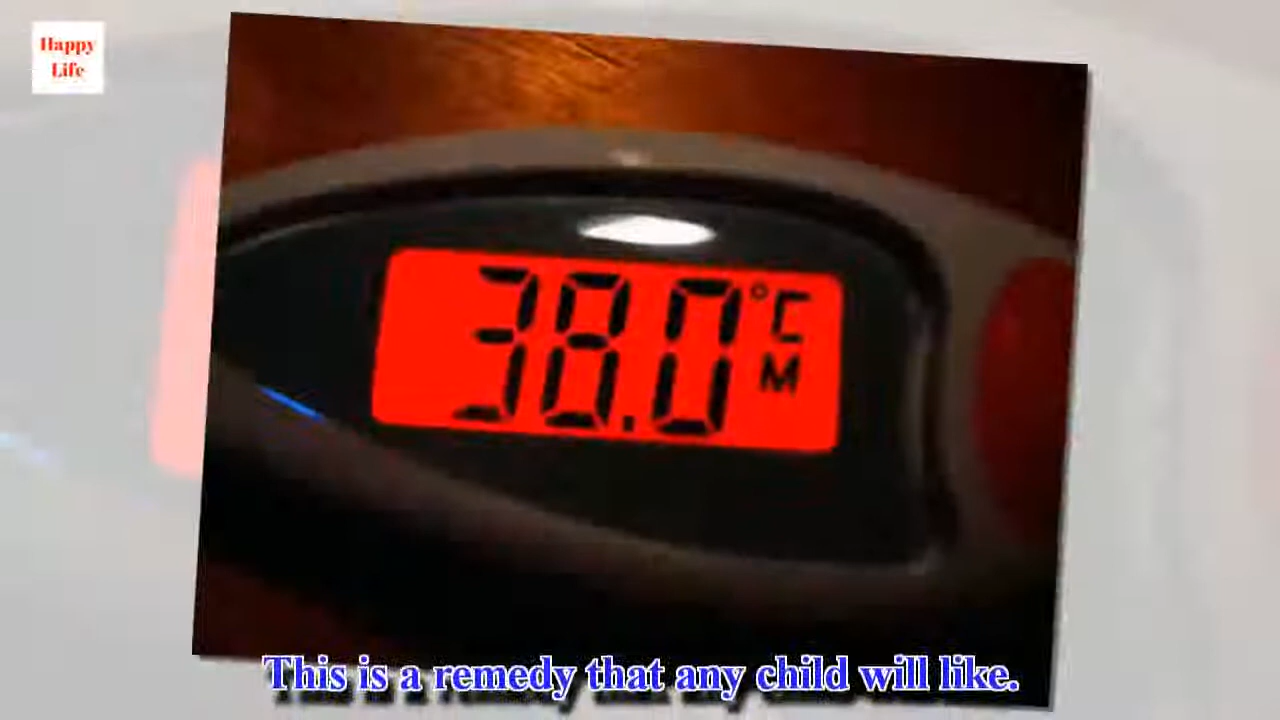 Happy
Life
38.0°C
M
This is a remedy that any child will like.